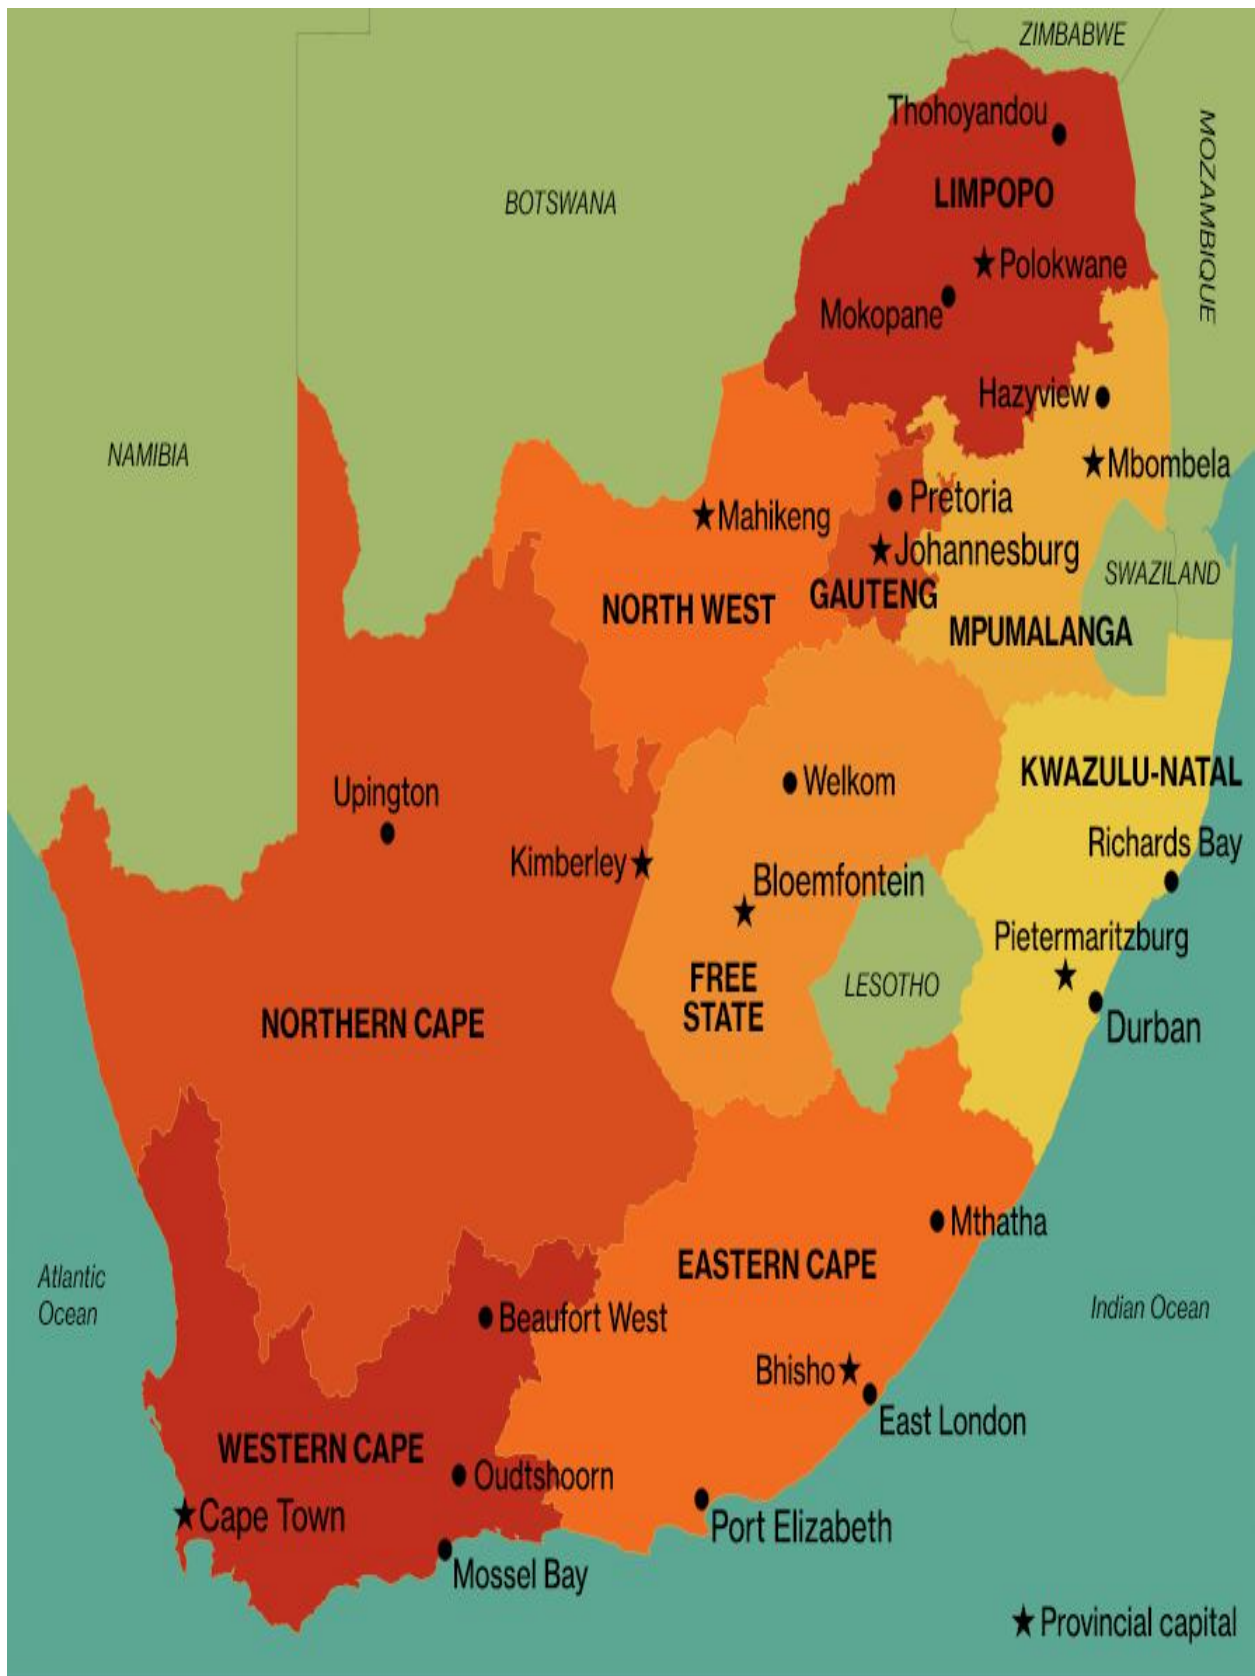 ZIMBABWE
Thohoyandou
MOZAMBIQUE
LIMPOPO
BOTSWANA
Polokwane
Mokopane
Hazyview
NAMIBIA
Mbombela
Pretoria
Mahikeng
Johannesburg
SWAZILAND
GAUTENG
NORTH WEST
MPUMALANGA
KWAZULU-NATAL
Welkom
Upington
Richards Bay
Kimberley
Bloemfontein
Pietermaritzburg
FREE
STATE
LESOTHO
NORTHERN CAPE
Durban
Mthatha
EASTERN CAPE
Atlantic
Ocean
Indian Ocean
Beaufort West
Bhisho
East London
WESTERN CAPE
Oudtshoorn
Cape Town
Port Elizabeth
Mossel Bay
Provincial capital